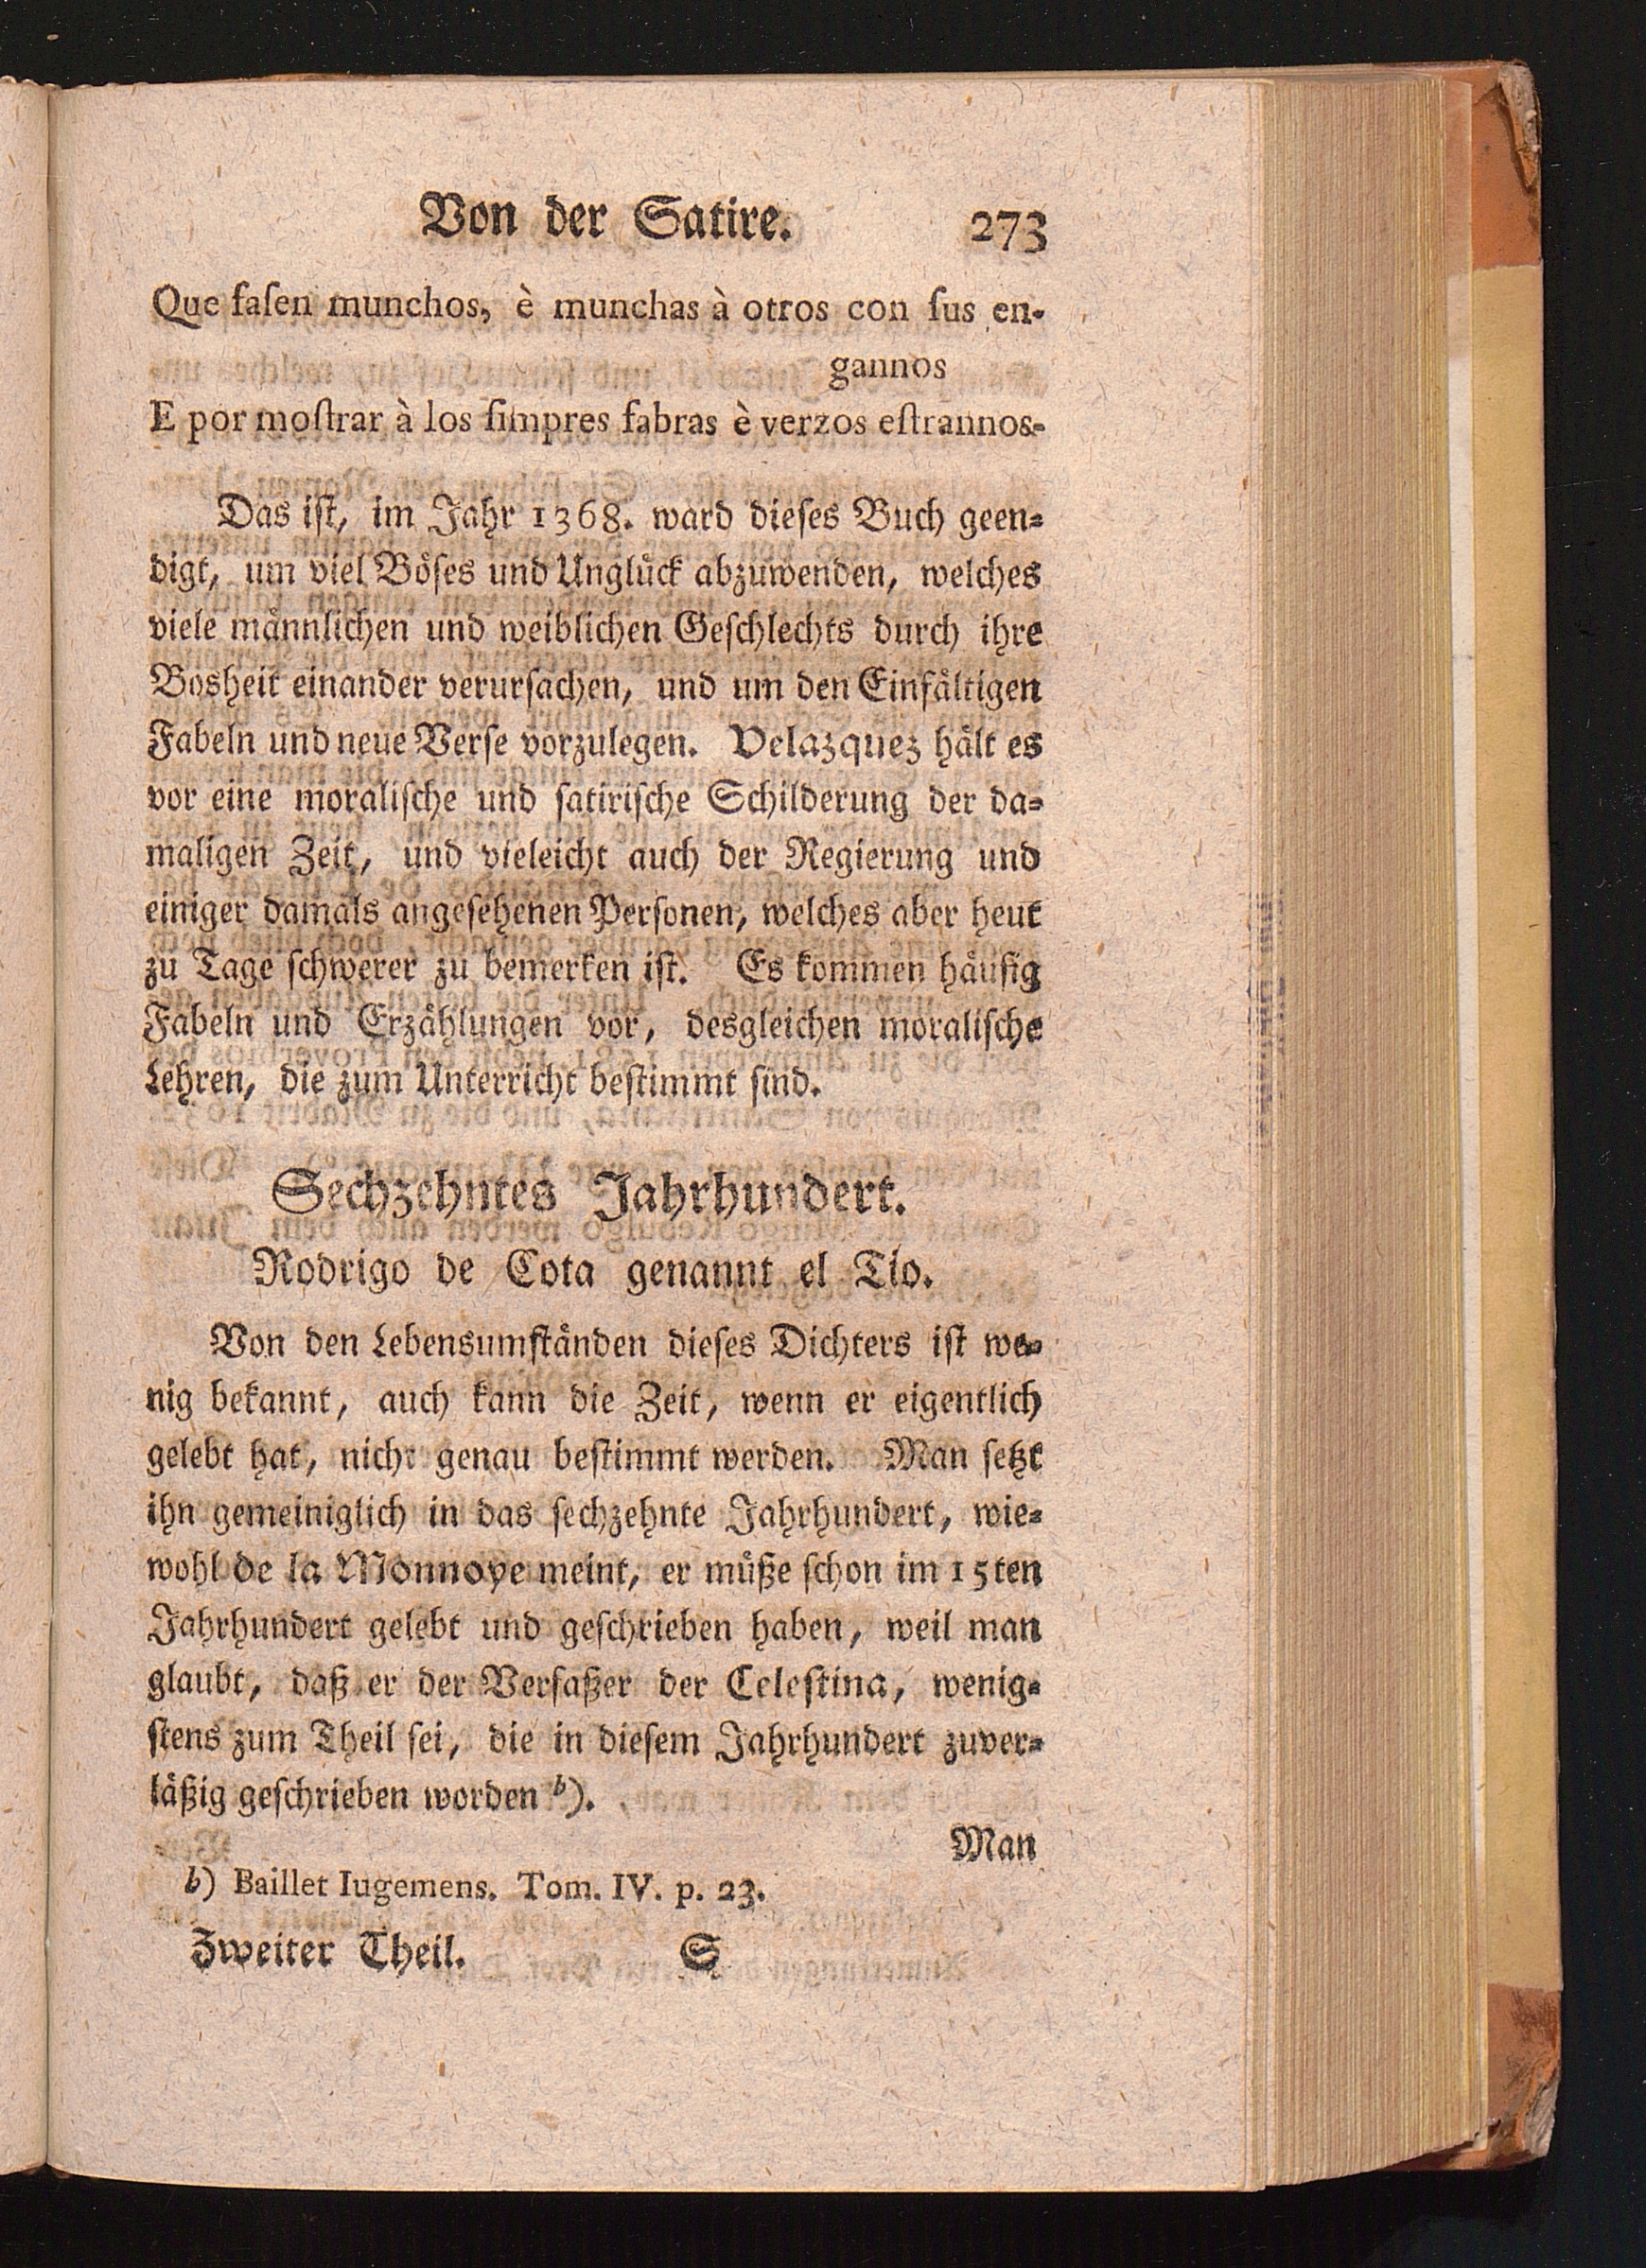 Von der Satire. 273
Que faſen munchos, è munchas à otros con ſus en-
gannos
E por moſtrar à los ſimpres fabras è verzos eſtrannos-
Das iſt, im Jahr 1368. ward dieſes Buch geen⸗
digt, um viel Böſes und Unglück abzuwenden, welches
viele männlichen und weiblichen Geſchlechts durch ihre
Bosheit einander verurſachen, und um den Einfältigen
Fabeln und neue Verſe vorzulegen. Velazquez hält es
vor eine moraliſche und ſatiriſche Schilderung der da⸗
maligen Zeit, und vieleicht auch der Regierung und
einiger damals angeſehenen Perſonen, welches aber heut
zu Tage ſchwerer zu bemerken iſt. Es kommen häufig
Fabeln und Erzählungen vor, desgleichen moraliſche
Lehren, die zum Unterricht beſtimmt ſind.
Sechzehntes Jahrhundert.
Rodrigo de Cota genannt el Tio.
Von den Lebensumſtänden dieſes Dichters iſt we⸗
nig bekannt, auch kann die Zeit, wenn er eigentlich
gelebt hat, nicht genau beſtimmt werden. Man ſetzt
ihn gemeiniglich in das ſechzehnte Jahrhundert, wie⸗
wohl de la Monnoye meint, er müße ſchon im 15ten
Jahrhundert gelebt und geſchrieben haben, weil man
glaubt, daß er der Verfaßer der Celeſtina, wenig⸗
ſtens zum Theil ſei, die in dieſem Jahrhundert zuver⸗
läßig geſchrieben worden b).
Man
b) Baillet Iugemens. Tom. IV. p. 23.
Zweiter Theil. S